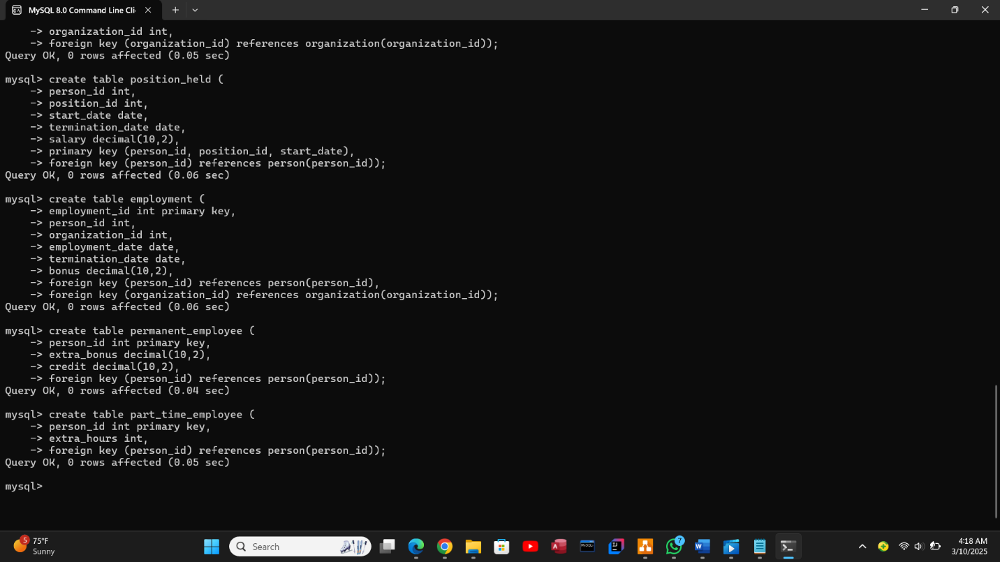 MySQL 8.0 Command Line Cli
-> organization_id int,
-> foreign key (organization_id) references organization(organization_id));
Query OK, 0 rows affected (0.05 sec)
mysql> create table position_held (
-> person_id int,
-> position_id int,
-> start_date date,
-> termination_date date,
-> salary decimal(10,2),
-> primary key (person_id, position_id, start_date),
-> foreign key (person_id) references person(person_id));
Query OK, 0 rows affected (0.06 sec)
mysql> create table employment (
-> employment_id int primary key,
-> person_id int,
-> organization_id int,
-> employment_date date,
-> termination_date date,
-> bonus decimal(10,2),
-> foreign key (person_id) references person(person_id),
-> foreign key (organization_id) references organization(organization_id));
Query OK, 0 rows affected (0.06 sec)
mysql> create table permanent_employee (
-> person_id int primary key,
-> extra_bonus decimal(10,2),
-> credit decimal(10,2),
-> foreign key (person_id) references person(person_id));
Query OK, 0 rows affected (0.04 sec)
mysql> create table part_time_employee (
-> person_id int primary key,
-> extra_hours int,
-> foreign key (person_id) references person(person_id));
Query OK, 0 rows affected (0.05 sec)
mysql>
5
75°F
Sunny
Search
7
4:18 AM
3/10/2025